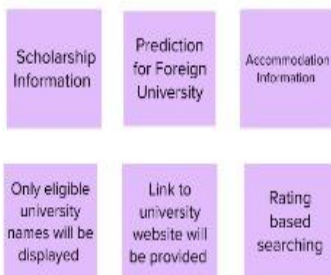 Scholarship
Information
Prediction
for Foreign
University
Accommodation
Information
Only eligible
university
names will be
displayed
Link to
university
website will
be provided
Rating
based
searching